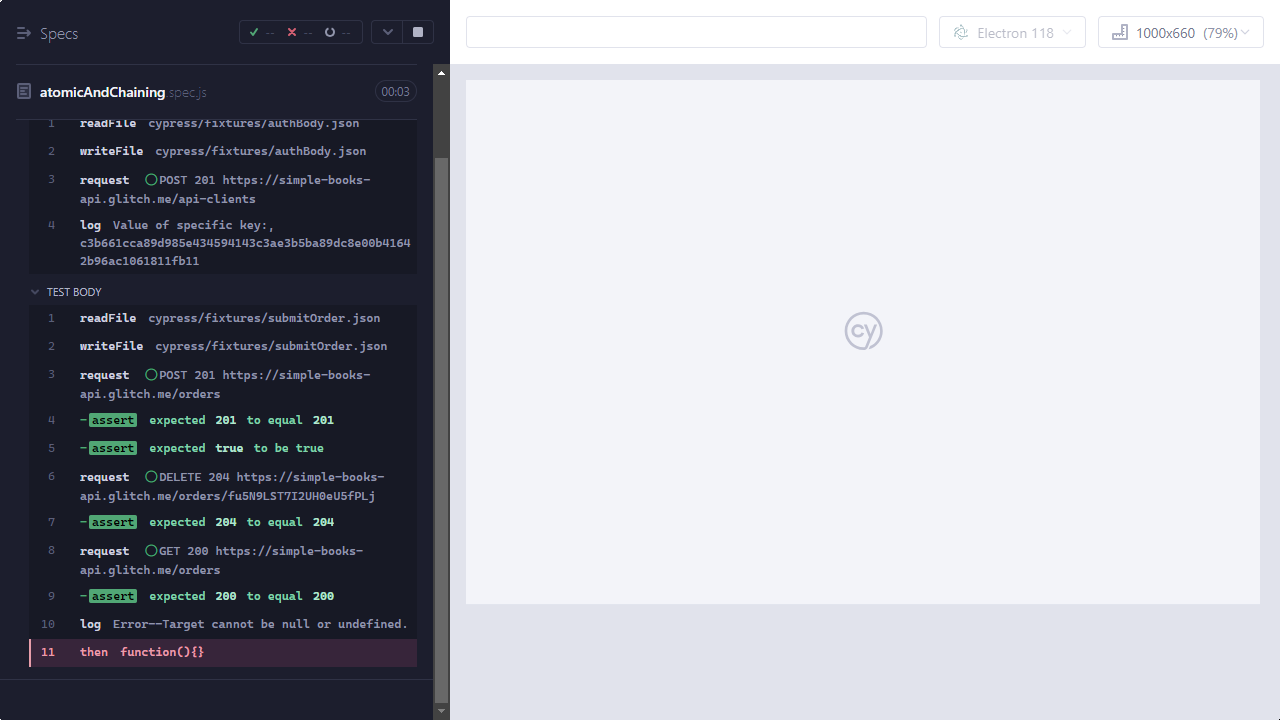 Specs
-- -- --
Electron 118
1000x660 (79%)
atomicAndChaining.spec.js
00:03
1 readFile cypress/fixtures/authBody.json
2 writeFile cypress/fixtures/authBody.json
3 request POST 201 https://simple-books-
api.glitch.me/api-clients
4 log Value of specific key:,
c3b661cca89d985e434594143c3ae3b5ba89dc8e00b4164
2b96ac1061811fb11
TEST BODY
1 readFile cypress/fixtures/submitOrder.json
2 writeFile cypress/fixtures/submitOrder.json
3 request POST 201 https://simple-books-
api.glitch.me/orders
4 -assert expected 201 to equal 201
5 -assert expected true to be true
6 request DELETE 204 https://simple-books-
api.glitch.me/orders/fu5N9LST7I2UH0eU5fPLj
7 -assert expected 204 to equal 204
8 request GET 200 https://simple-books-
api.glitch.me/orders
9 -assert expected 200 to equal 200
10 log Error--Target cannot be null or undefined.
11 then function(){}
cy